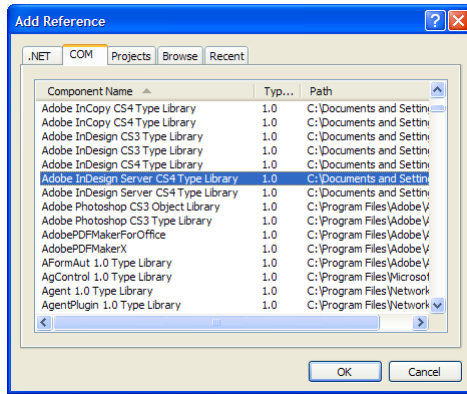 Add Reference
.NET COM Projects Browse Recent
Component Name Typ... Path
Adobe InCopy CS4 Type Library 1.0 C:\Documents and Setting
Adobe InCopy CS4 Type Library 1.0 C:\Documents and Setting
Adobe InDesign CS3 Type Library 1.0 C:\Documents and Setting
Adobe InDesign CS3 Type Library 1.0 C:\Documents and Setting
Adobe InDesign CS4 Type Library 1.0 C:\Documents and Setting
Adobe InDesign Server CS4 Type Library 1.0 C:\Documents and Setting
Adobe InDesign Server CS4 Type Library 1.0 C:\Documents and Setting
Adobe Photoshop CS3 Object Library 1.0 C:\Program Files\Adobe\A
Adobe Photoshop CS3 Type Library 1.0 C:\Program Files\Adobe\A
AdobePDFMakerForOffice 1.0 C:\Program Files\Adobe\A
AdobePDFMakerX 1.0 C:\Program Files\Adobe\A
AFormAut 1.0 Type Library 1.0 C:\Program Files\Adobe\A
AgControl 1.0 Type Library 1.0 C:\Program Files\Microsof
Agent 1.0 Type Library 1.0 C:\Program Files\Network
AgentPlugin 1.0 Type Library 1.0 C:\Program Files\Network
OK Cancel